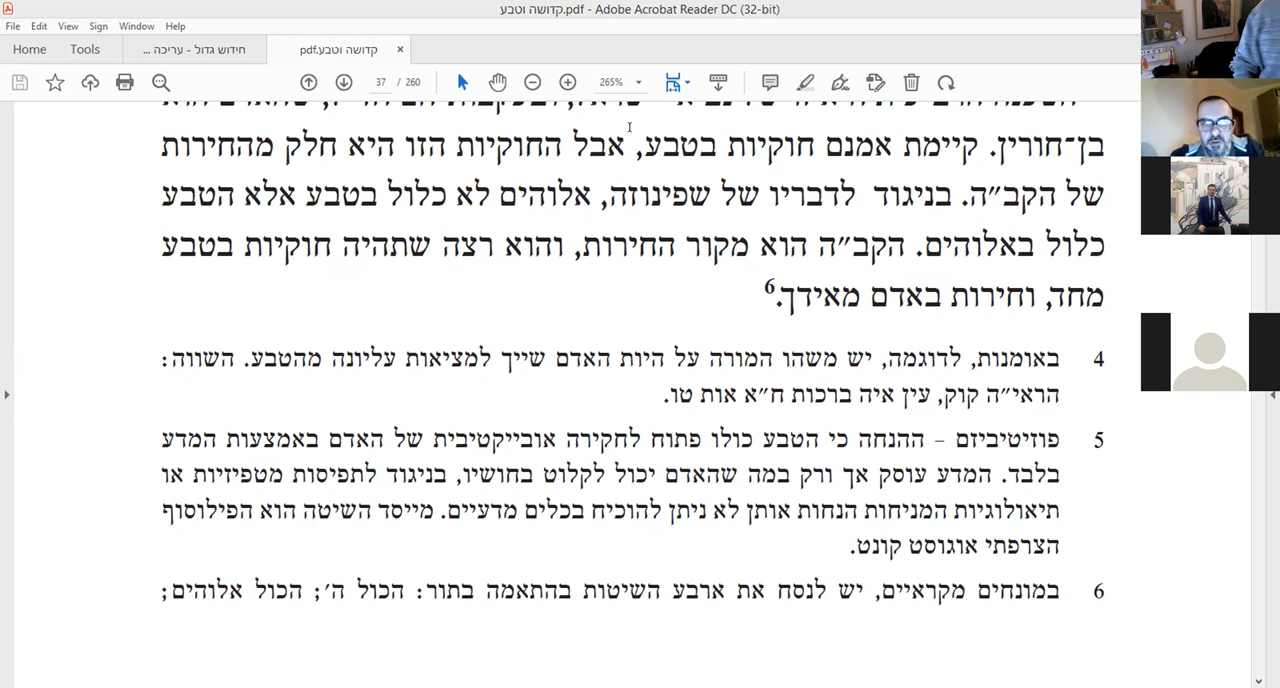 קדושה וטבע.pdf - Adobe Acrobat Reader DC (32-bit)
File Edit View Sign Window Help
Home Tools חידוש גדול - עריכה ... קדושה וטבע.pdf ×
37 / 260 265%
בן־חורין. קיימת אמנם חוקיות בטבע, אבל החוקיות הזו היא חלק מהחירות
של הקב״ה. בניגוד לדבריו של שפינוזה, אלוהים לא כלול בטבע אלא הטבע
כלול באלוהים. הקב״ה הוא מקור החירות, והוא רצה שתהיה חוקיות בטבע
מחד, וחירות באדם מאידך.6
4 באומנות, לדוגמה, יש משהו המורה על היות האדם שייך למציאות עליונה מהטבע. השווה:
הראי״ה קוק, עין איה ברכות ח״א אות טו.
5 פוזיטיביזם – ההנחה כי הטבע כולו פתוח לחקירה אובייקטיבית של האדם באמצעות המדע
בלבד. המדע עוסק אך ורק במה שהאדם יכול לקלוט בחושיו, בניגוד לתפיסות מטפיזיות או
תיאולוגיות המניחות הנחות אותן לא ניתן להוכיח בכלים מדעיים. מייסד השיטה הוא הפילוסוף
הצרפתי אוגוסט קונט.
6 במונחים מקראיים, יש לנסח את ארבע השיטות בהתאמה בתור: הכול ה׳; הכול אלוהים;